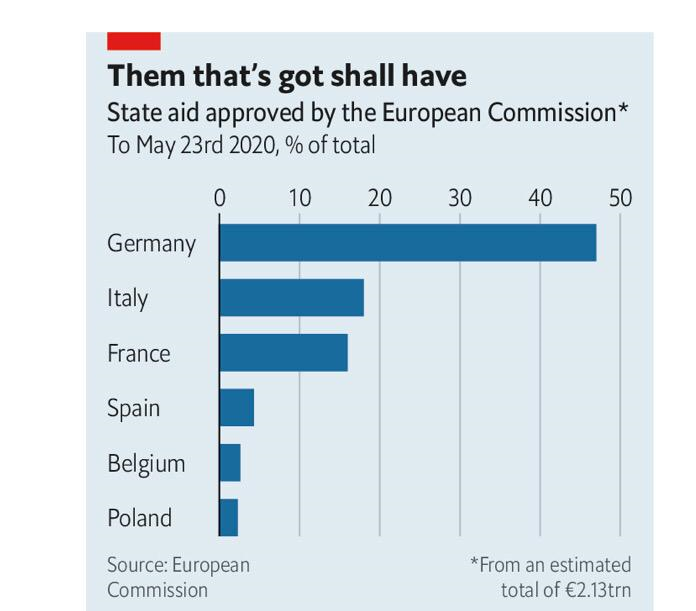 Them that's got shall have
State aid approved by the European Commission*
To May 23rd 2020, % of total
0 10 20 30 40 50
Germany
Italy
France
Spain
Belgium
Poland
Source: European
Commission
*From an estimated
total of €2.13trn